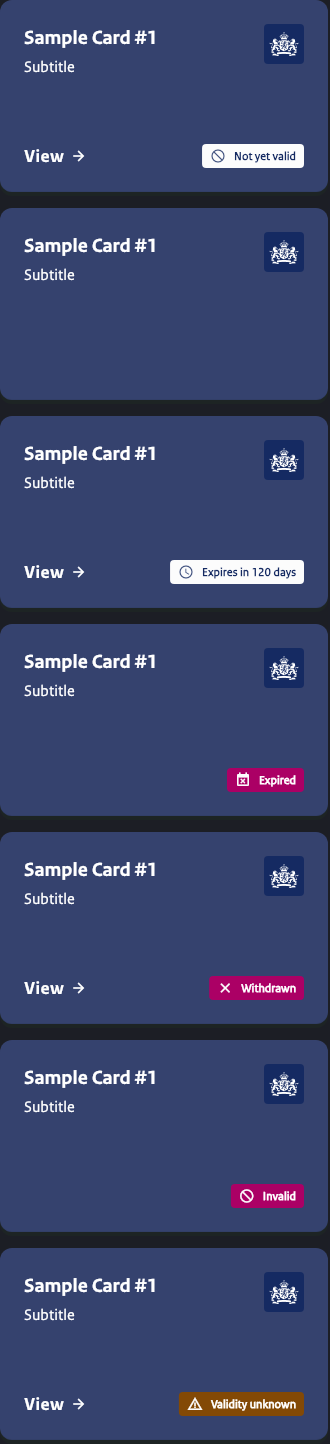 Sample Card #1
Subtitle
View → Not yet valid
Sample Card #1
Subtitle
Sample Card #1
Subtitle
View → Expires in 120 days
Sample Card #1
Subtitle
Expired
Sample Card #1
Subtitle
View → Withdrawn
Sample Card #1
Subtitle
Invalid
Sample Card #1
Subtitle
View → Validity unknown